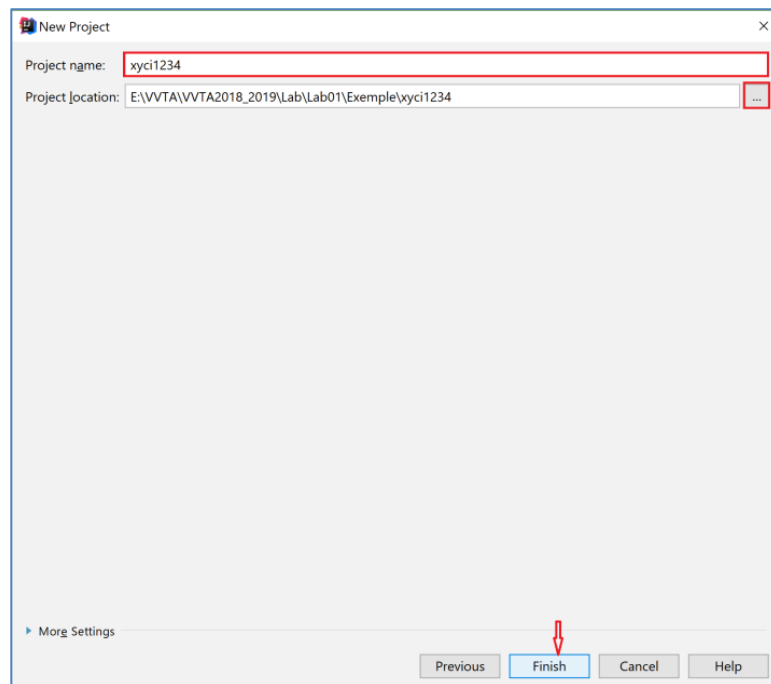 New Project
Project name: xyci1234
Project location: E:\VVTA\VVTA2018_2019\Lab\Lab01\Exemple\xyci1234 ...
More Settings
Previous Finish Cancel Help